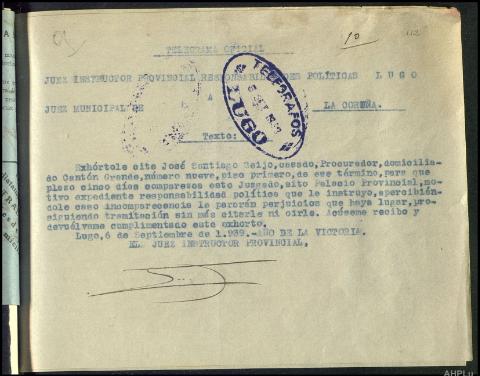 10
TELEGRAMA OFICIAL
JUEZ INSTRUCTOR PROVINCIAL RESPONSABILIDADES POLÍTICAS LUGO
A
JUEZ MUNICIPAL DE LA CORUÑA.
TELEGRAFOS
LUGO
Texto:
Exhórtole cite José Santiago Seijo, casado, Procurador, domicilia-
do Cantón Grande, número nueve, piso primero, de ese término, para que
plazo cinco días comparezca este Juzgado, sito Palacio Provincial, mo-
tivo expediente responsabilidad política que le instruyo, apercibién-
dole caso incomparecencia le pararán perjuicios que haya lugar, pro-
siguiendo tramitación sin más citarle ni oirle. Acúseme recibo y
devuélvame cumplimentado este exhorto.
Lugo, 6 de Septiembre de 1.939.-AÑO DE LA VICTORIA.
EL JUEZ INSTRUCTOR PROVINCIAL,
AHPLu